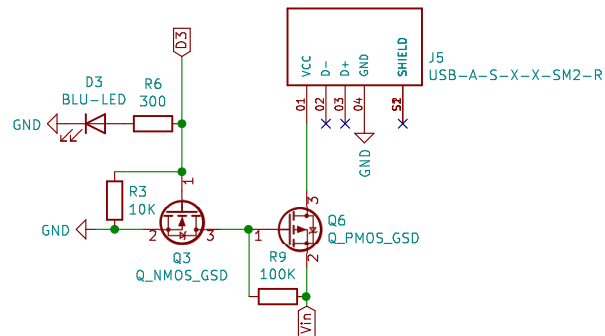 D3
VCC
D-
D+
GND
SHIELD
J5
USB-A-S-X-X-SM2-R
01
02
03
04
GND
D3
BLU-LED
R6
300
GND
R3
10K
GND
1
2
3
Q3
Q_NMOS_GSD
1
3
2
Q6
Q_PMOS_GSD
R9
100K
Vin